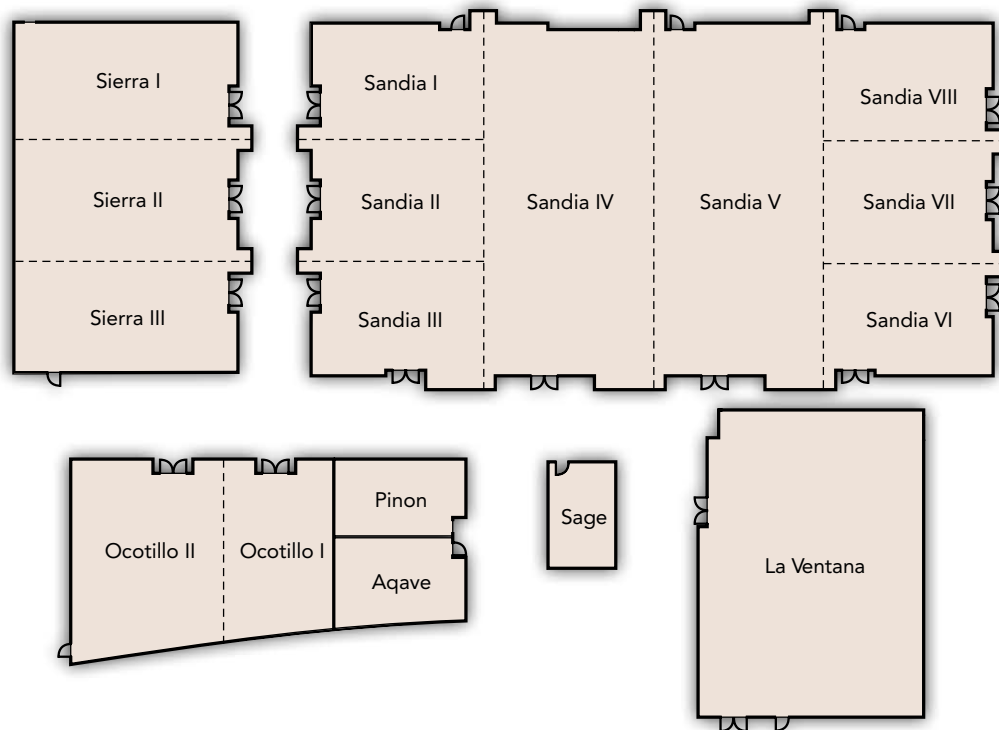 Sierra I
Sandia I
Sandia VIII
Sierra II
Sandia II
Sandia IV
Sandia V
Sandia VII
Sierra III
Sandia III
Sandia VI
Pinon
Sage
Ocotillo II
Ocotillo I
La Ventana
Aqave